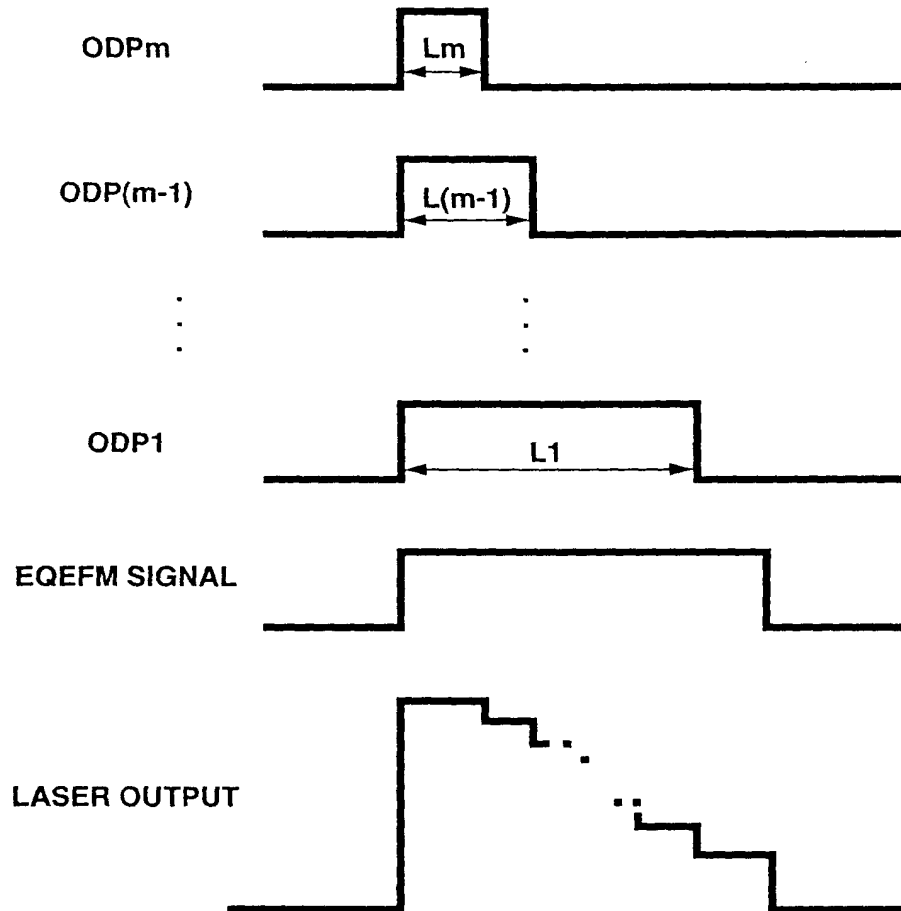 ODPm
Lm
ODP(m-1)
L(m-1)
ODP1
L1
EQEFM SIGNAL
LASER OUTPUT